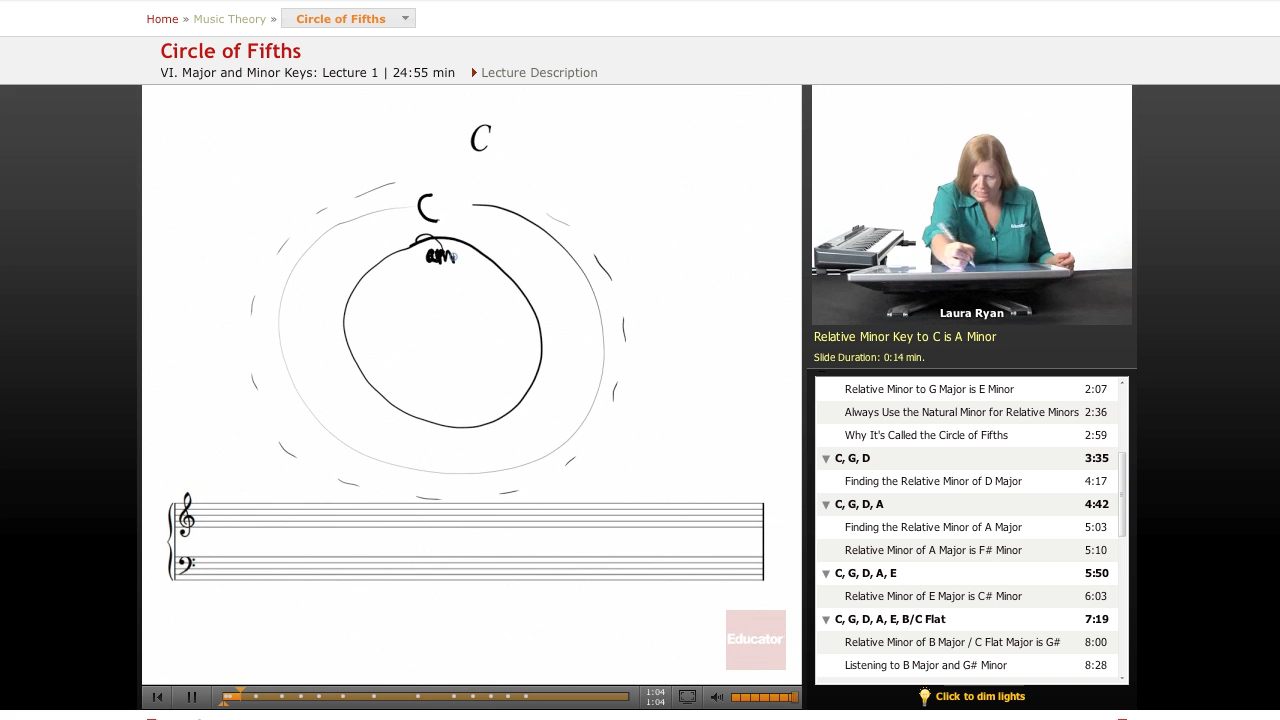 Home » Music Theory » Circle of Fifths
Circle of Fifths
VI. Major and Minor Keys: Lecture 1 | 24:55 min Lecture Description
C
C
am
Educator
Laura Ryan
Relative Minor Key to C is A Minor
Slide Duration: 0:14 min.
Relative Minor to G Major is E Minor 2:07
Always Use the Natural Minor for Relative Minors 2:36
Why It's Called the Circle of Fifths 2:59
C, G, D 3:35
Finding the Relative Minor of D Major 4:17
C, G, D, A 4:42
Finding the Relative Minor of A Major 5:03
Relative Minor of A Major is F# Minor 5:10
C, G, D, A, E 5:50
Relative Minor of E Major is C# Minor 6:03
C, G, D, A, E, B/C Flat 7:19
Relative Minor of B Major / C Flat Major is G# 8:00
Listening to B Major and G# Minor 8:28
1:04
1:04
Click to dim lights